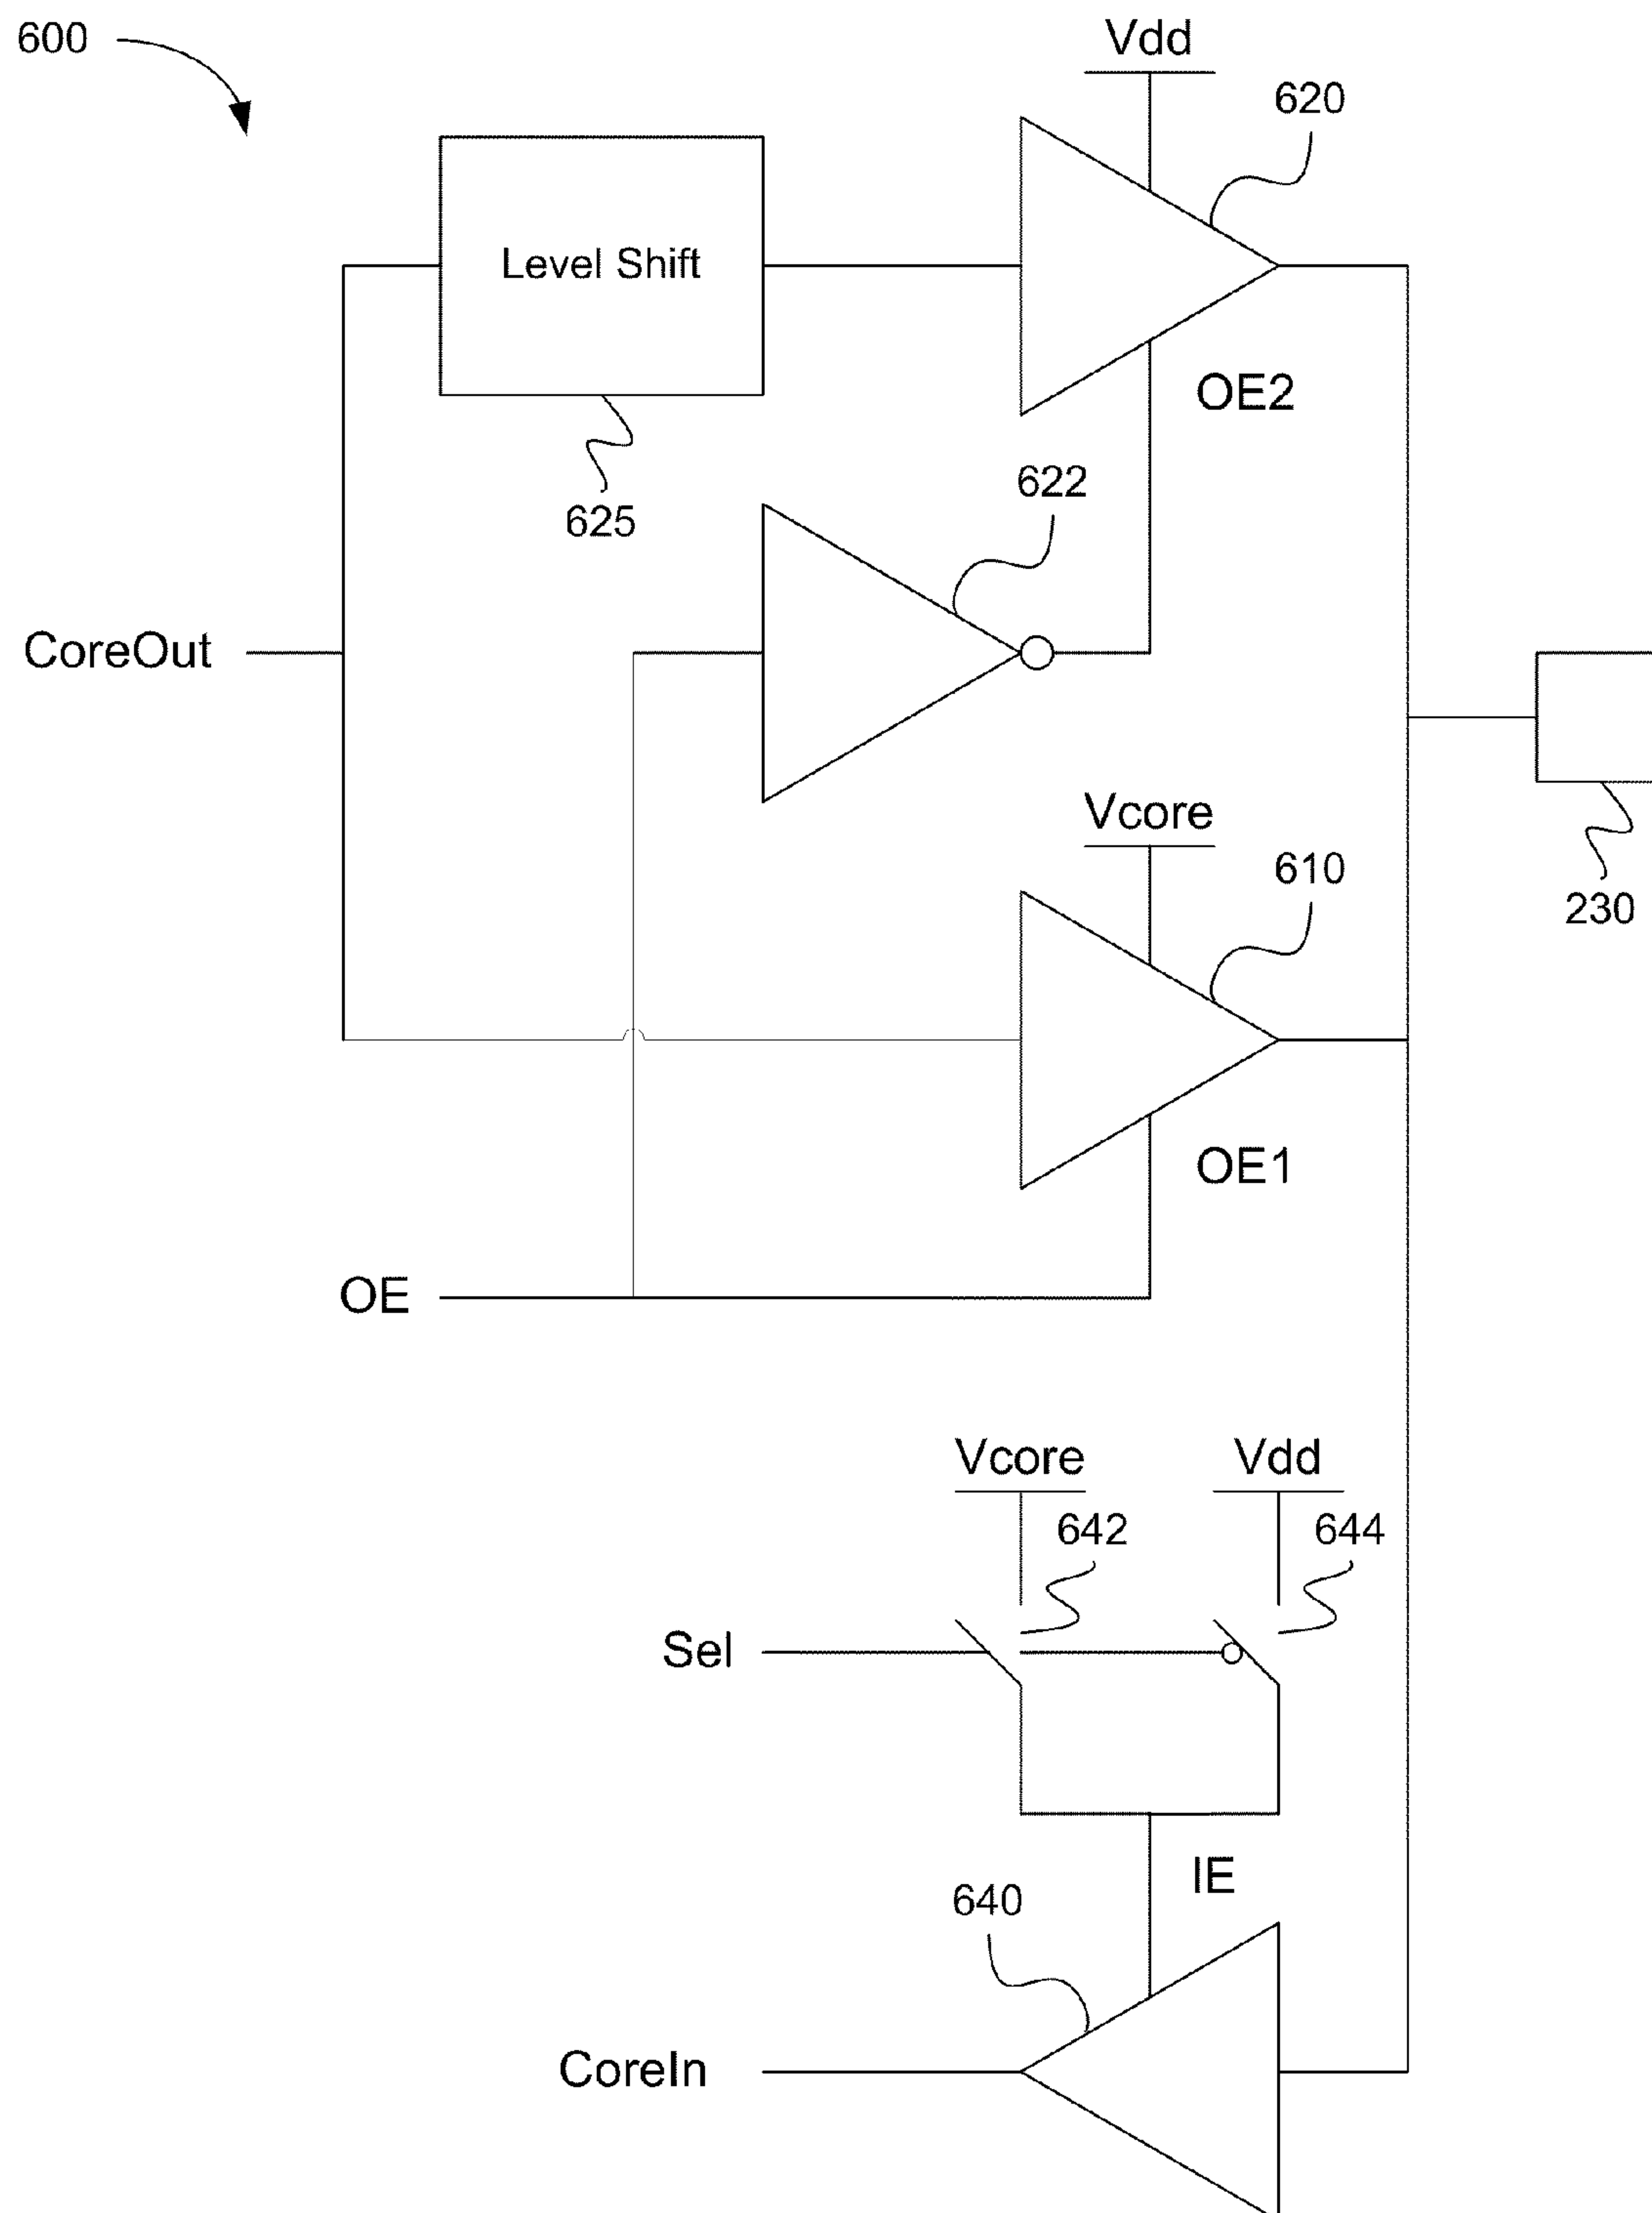 600
Vdd
620
Level Shift
OE2
622
625
CoreOut
Vcore
610
230
OE1
OE
Vcore
Vdd
642
644
Sel
IE
640
CoreIn